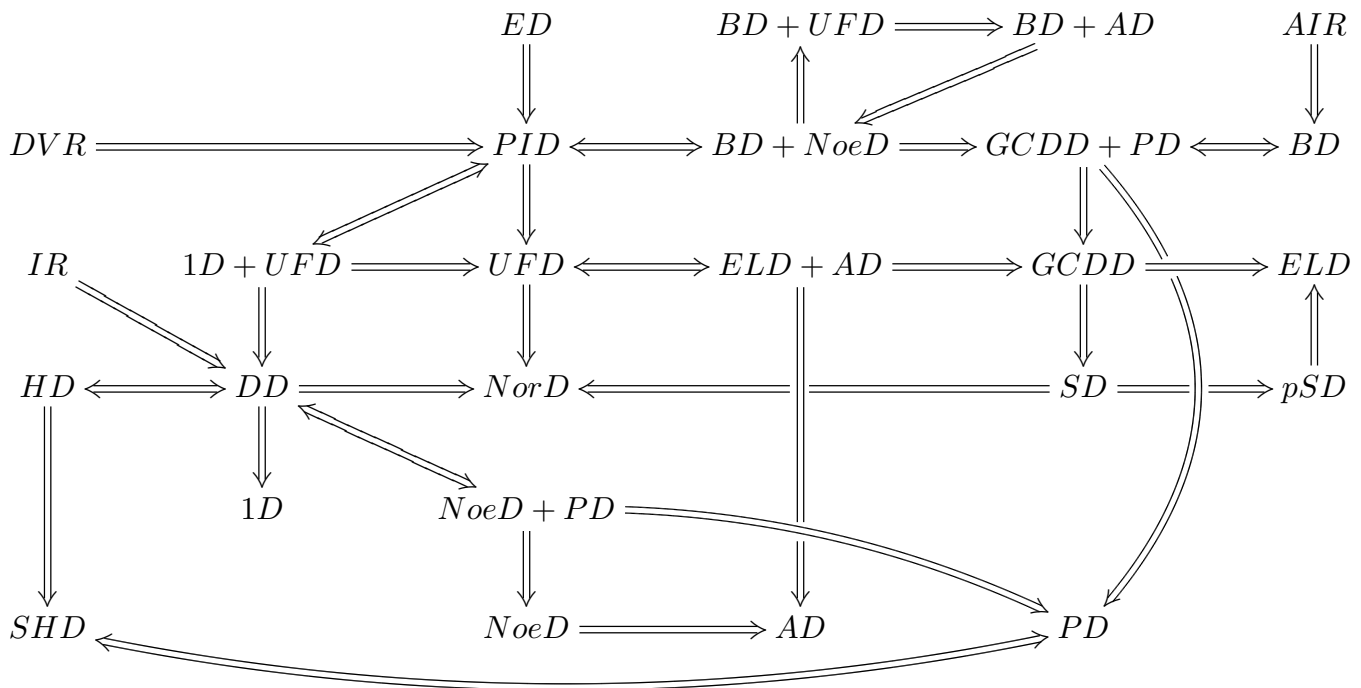 ED BD + UFD BD + AD AIR
DVR PID BD + NoeD GCDD + PD BD
IR 1D + UFD UFD ELD + AD GCDD ELD
HD DD NorD SD pSD
1D NoeD + PD
SHD NoeD AD PD